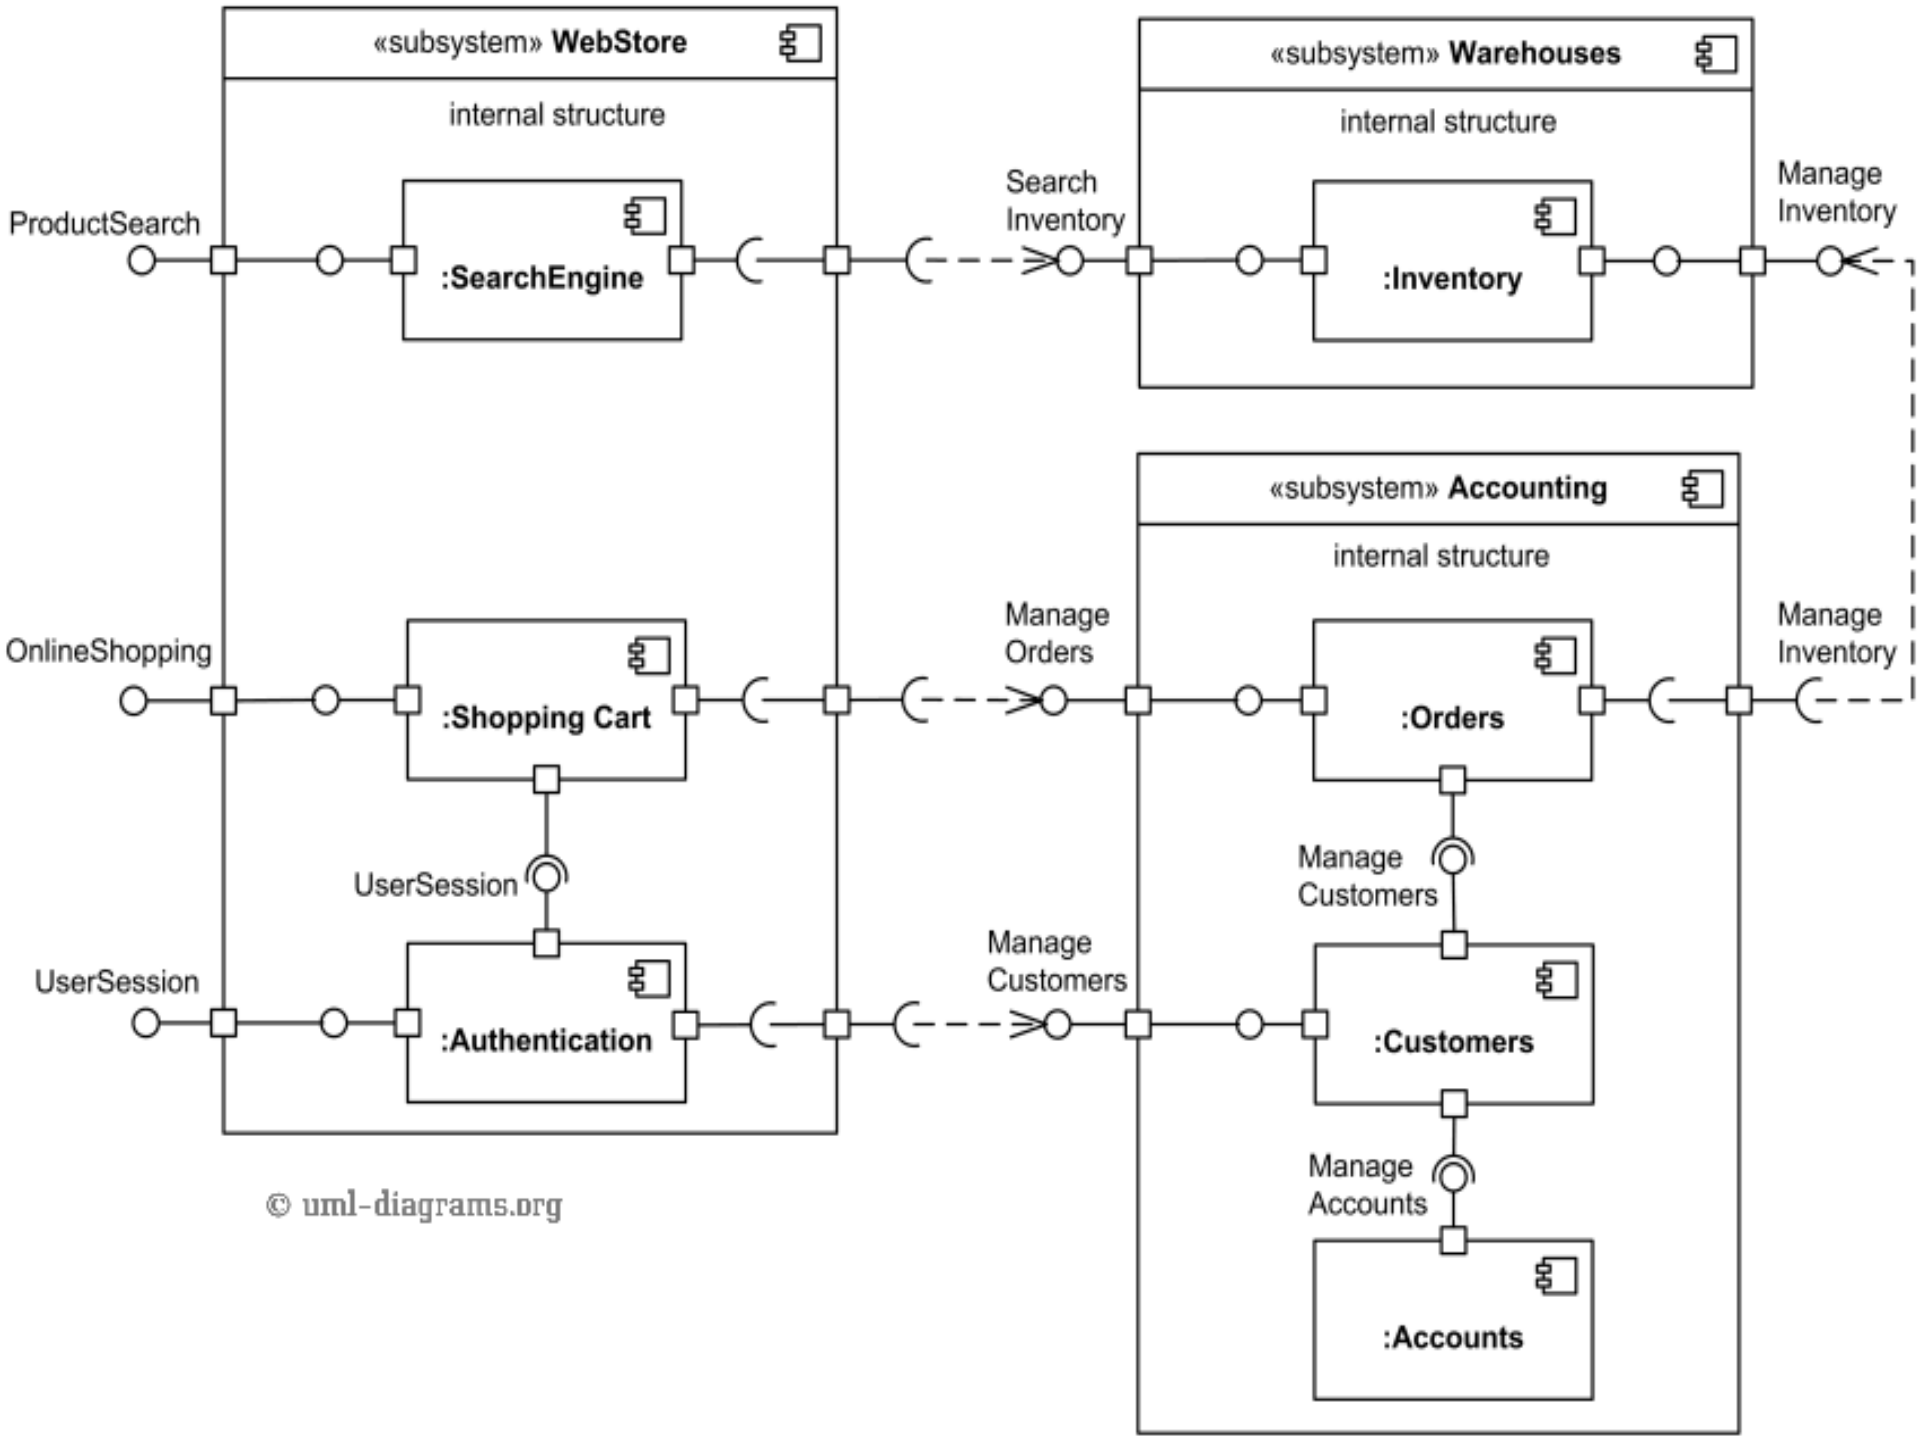 «subsystem» WebStore
internal structure
ProductSearch
:SearchEngine
Search
Inventory
«subsystem» Warehouses
internal structure
:Inventory
Manage
Inventory
OnlineShopping
:Shopping Cart
Manage
Orders
«subsystem» Accounting
internal structure
:Orders
Manage
Inventory
UserSession
Manage
Customers
UserSession
:Authentication
Manage
Customers
:Customers
Manage
Accounts
:Accounts
© uml-diagrams.org